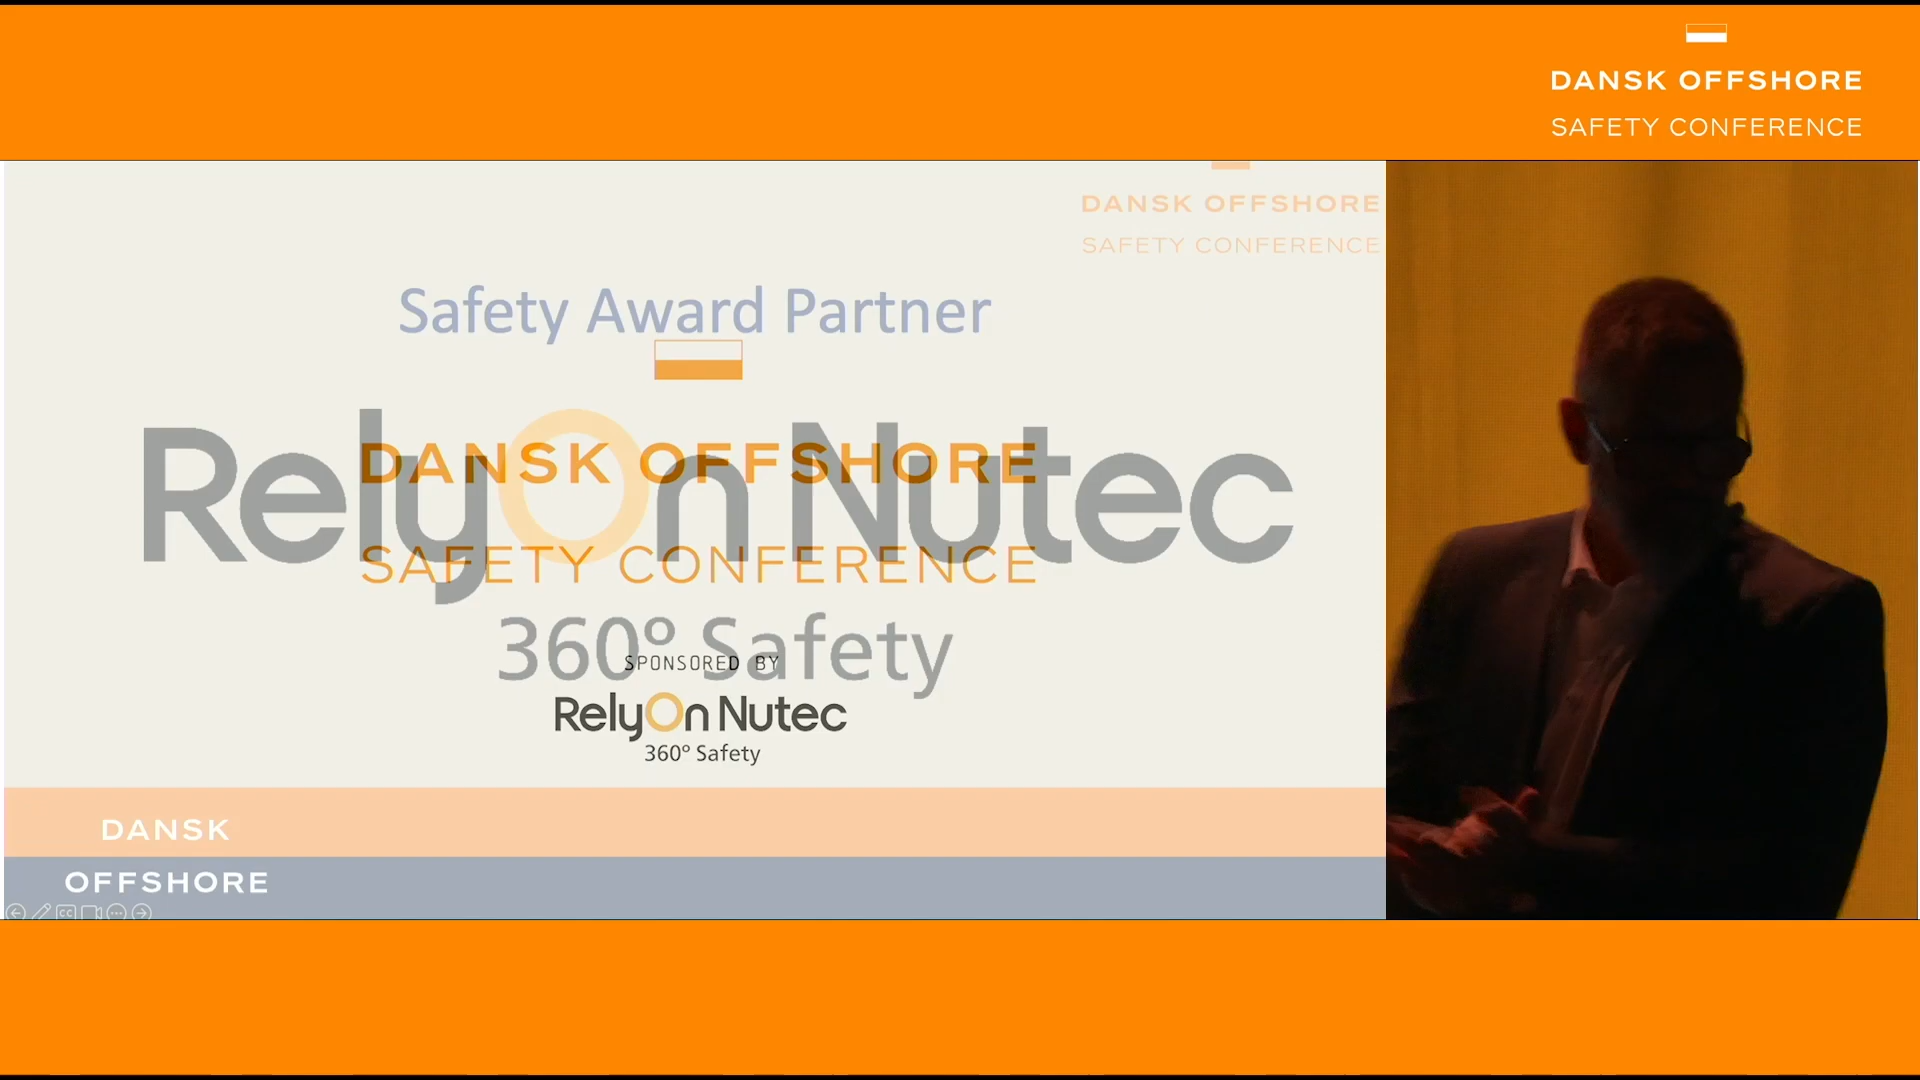 DANSK OFFSHORE
SAFETY CONFERENCE
DANSK OFFSHORE
SAFETY CONFERENCE
Safety Award Partner
RelyOn Nutec
DANSK OFFSHORE
SAFETY CONFERENCE
360° Safety
SPONSORED BY
RelyOn Nutec
360° Safety
DANSK
OFFSHORE
CC